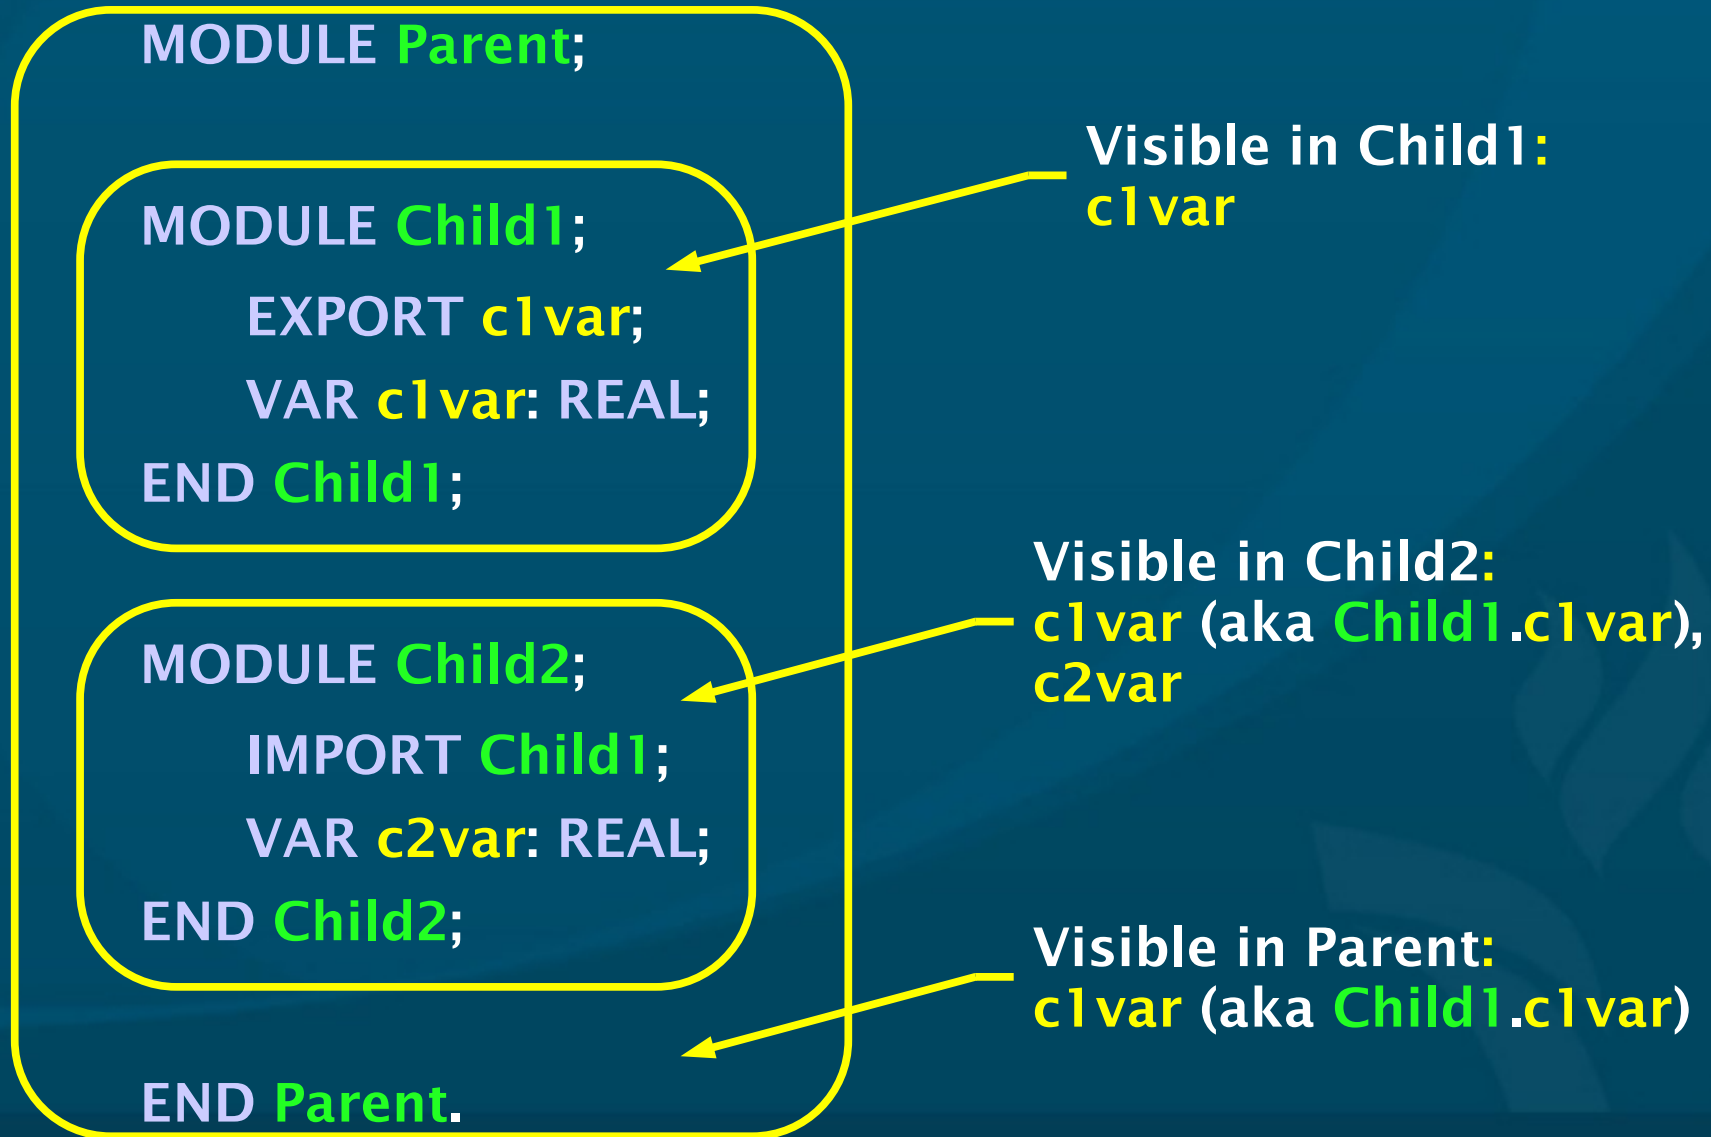 MODULE Parent;
MODULE Child1;
EXPORT c1var;
VAR c1var: REAL;
END Child1;
MODULE Child2;
IMPORT Child1;
VAR c2var: REAL;
END Child2;
END Parent.
Visible in Child1:
c1var
Visible in Child2:
c1var (aka Child1.c1var),
c2var
Visible in Parent:
c1var (aka Child1.c1var)